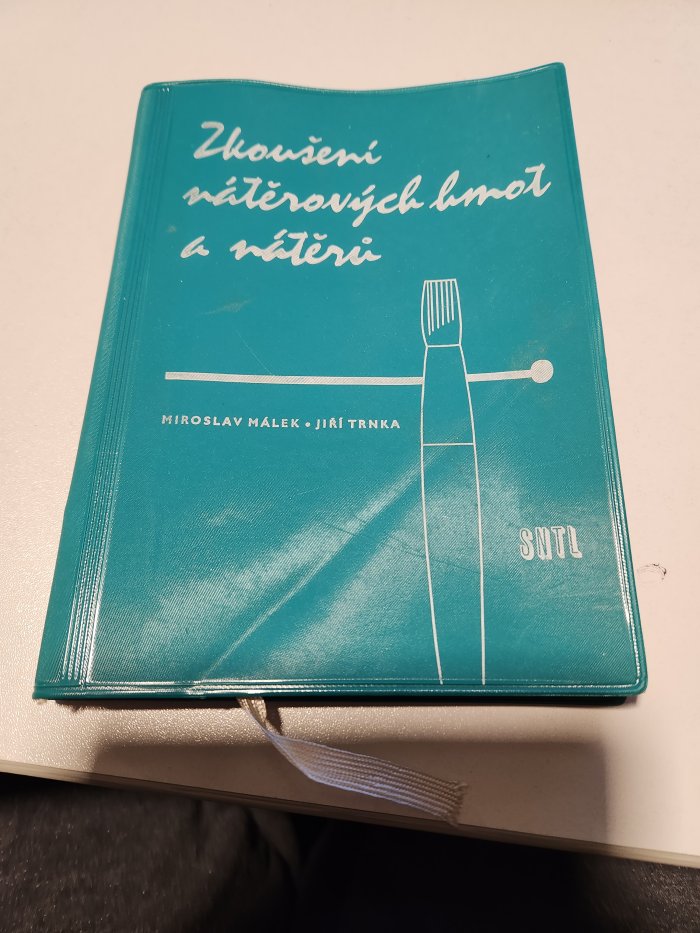 Zkoušení
nátěrových hmot
a nátěrů
MIROSLAV MÁLEK • JIŘÍ TRNKA
SNTL